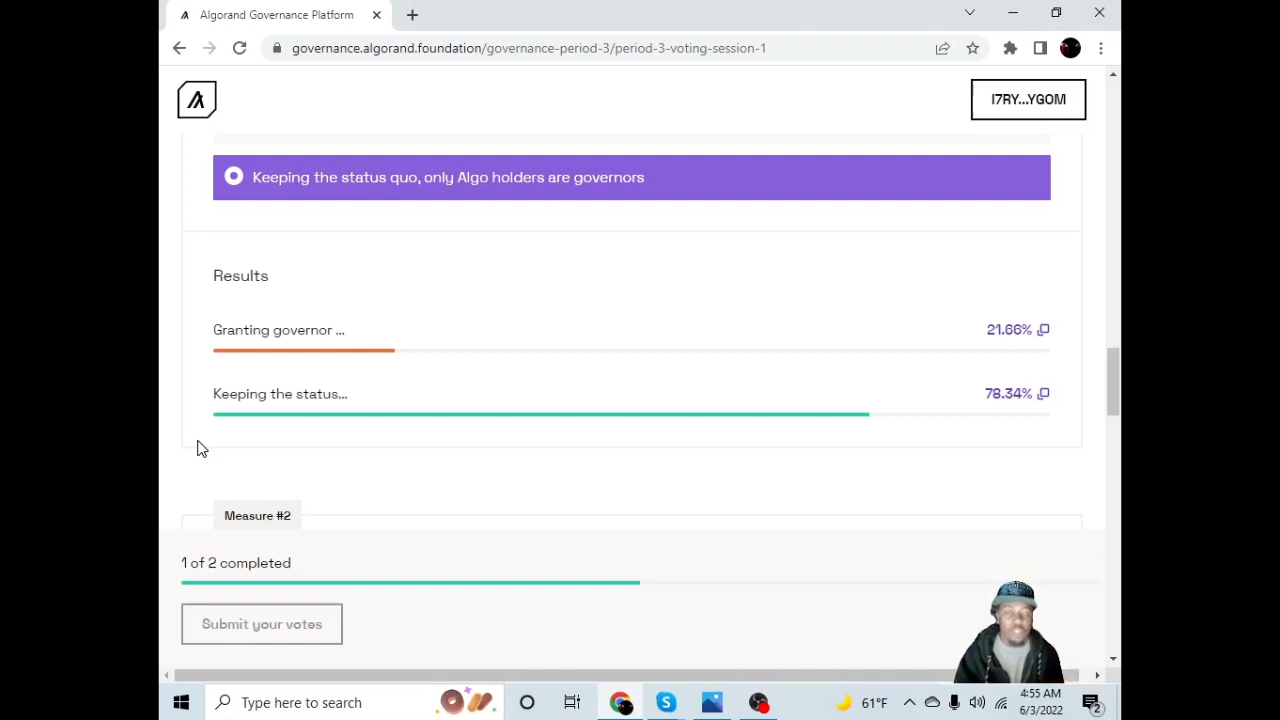 Algorand Governance Platform
governance.algorand.foundation/governance-period-3/period-3-voting-session-1
I7RY...YGOM
Keeping the status quo, only Algo holders are governors
Results
Granting governor ...
21.66%
Keeping the status...
78.34%
Measure #2
1 of 2 completed
Submit your votes
Type here to search
61°F
4:55 AM
6/3/2022
2